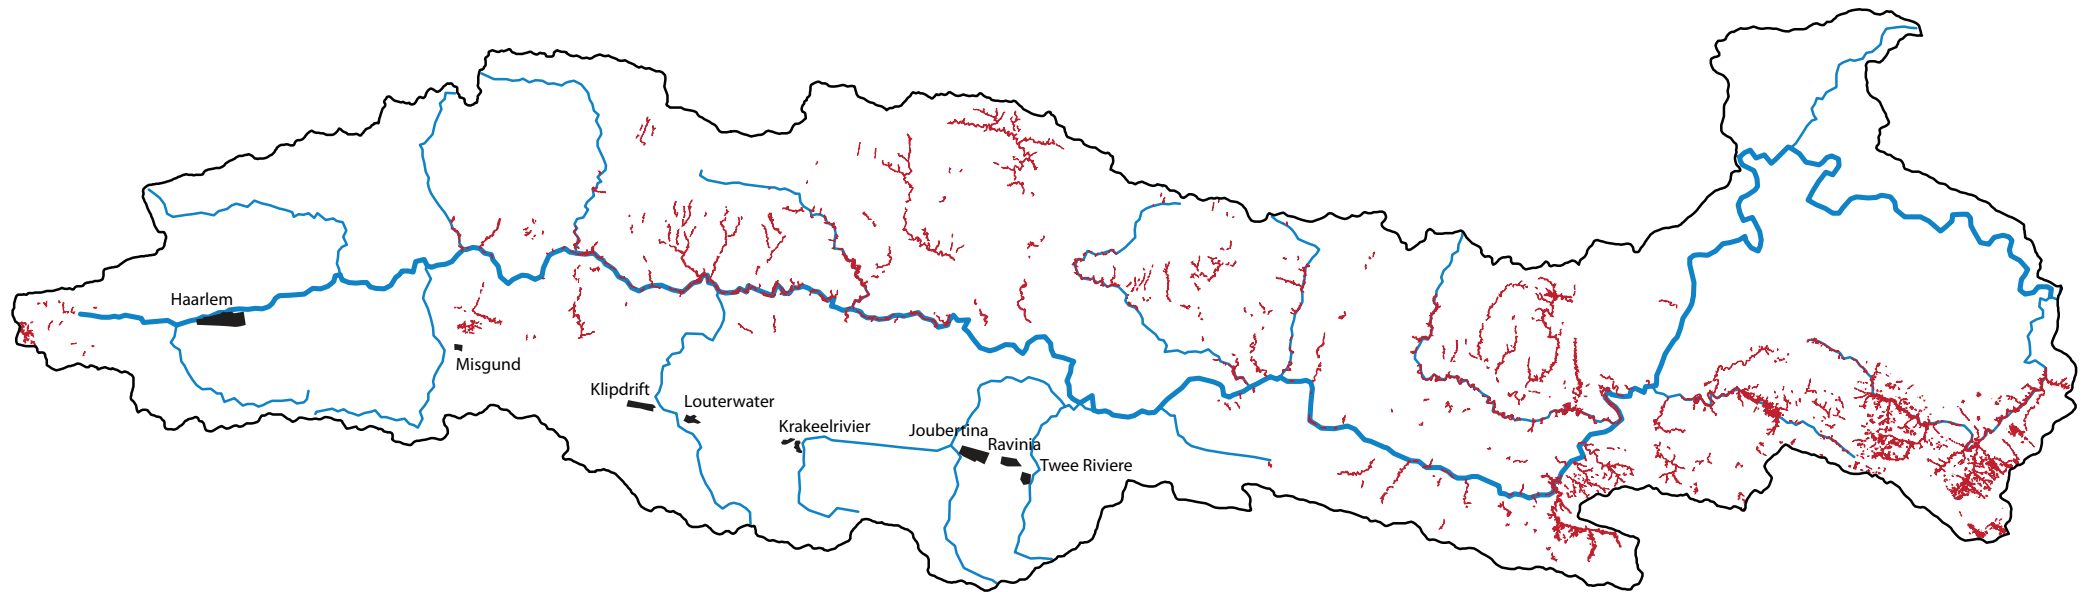 Haarlem
Misgund
Klipdrift
Louterwater
Krakeelrivier
Joubertina
Ravinia
Twee Riviere